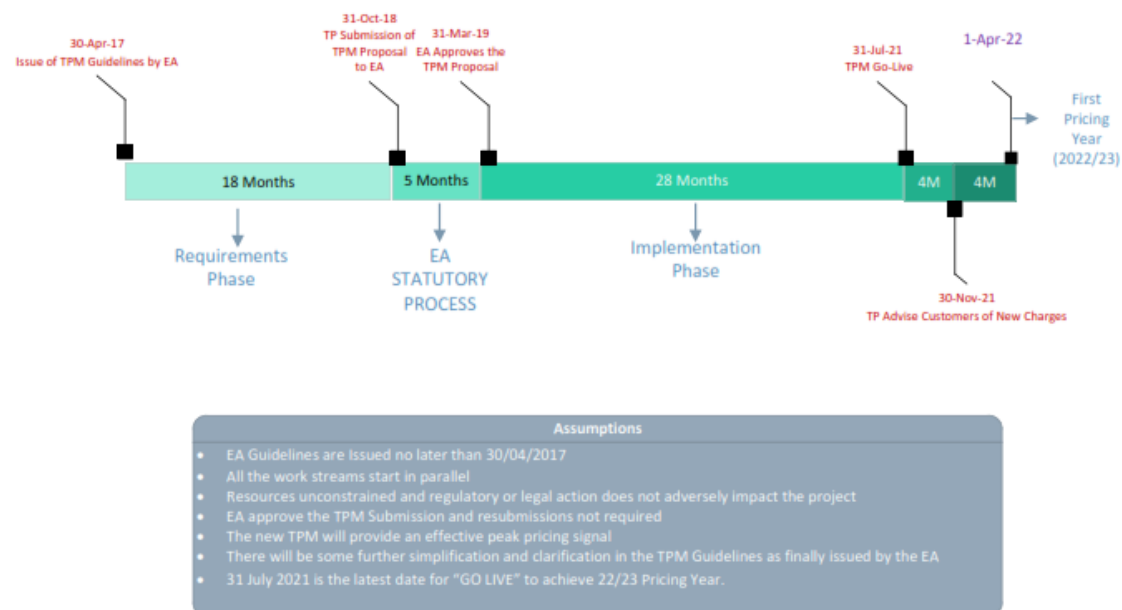 30-Apr-17
Issue of TPM Guidelines by EA
31-Oct-18
TP Submission of
TPM Proposal
to EA
31-Mar-19
EA Approves the
TPM Proposal
31-Jul-21
TPM Go-Live
1-Apr-22
First
Pricing
Year
(2022/23)
18 Months
5 Months
28 Months
4M
4M
Requirements
Phase
EA
STATUTORY
PROCESS
Implementation
Phase
30-Nov-21
TP Advise Customers of New Charges
Assumptions
• EA Guidelines are Issued no later than 30/04/2017
• All the work streams start in parallel
• Resources unconstrained and regulatory or legal action does not adversely impact the project
• EA approve the TPM Submission and resubmissions not required
• The new TPM will provide an effective peak pricing signal
• There will be some further simplification and clarification in the TPM Guidelines as finally issued by the EA
• 31 July 2021 is the latest date for “GO LIVE” to achieve 22/23 Pricing Year.